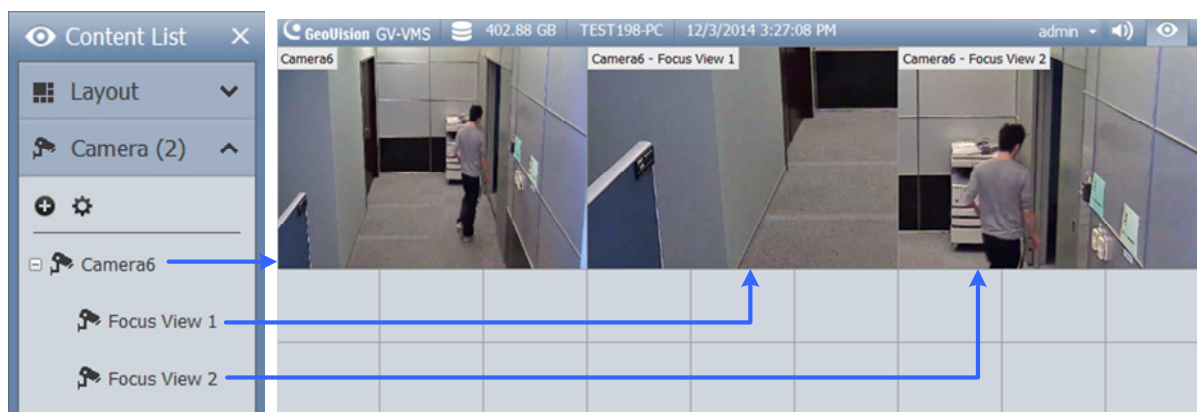 Content List
Layout
Camera (2)
Camera6
Focus View 1
Focus View 2
GeoVision GV-VMS 402.88 GB TEST198-PC 12/3/2014 3:27:08 PM admin
Camera6
Camera6 - Focus View 1
Camera6 - Focus View 2